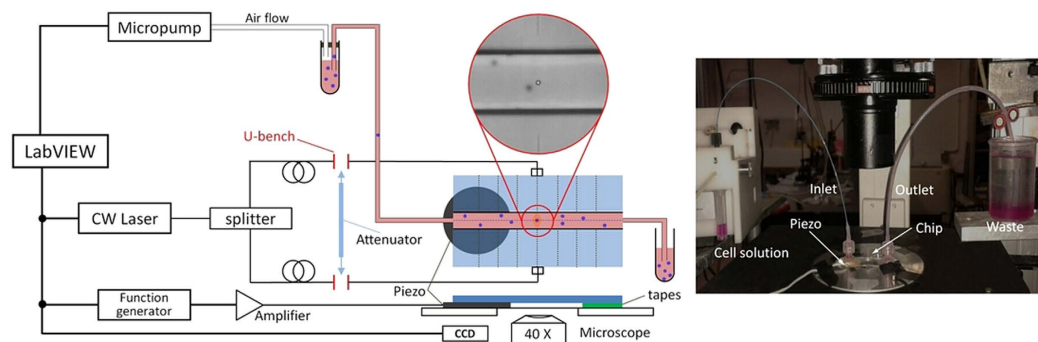 Micropump
Air flow
LabVIEW
U-bench
CW Laser
splitter
Attenuator
Function
generator
Amplifier
Piezo
CCD
40 X
Microscope
tapes
Inlet
Outlet
Piezo
Chip
Waste
Cell solution